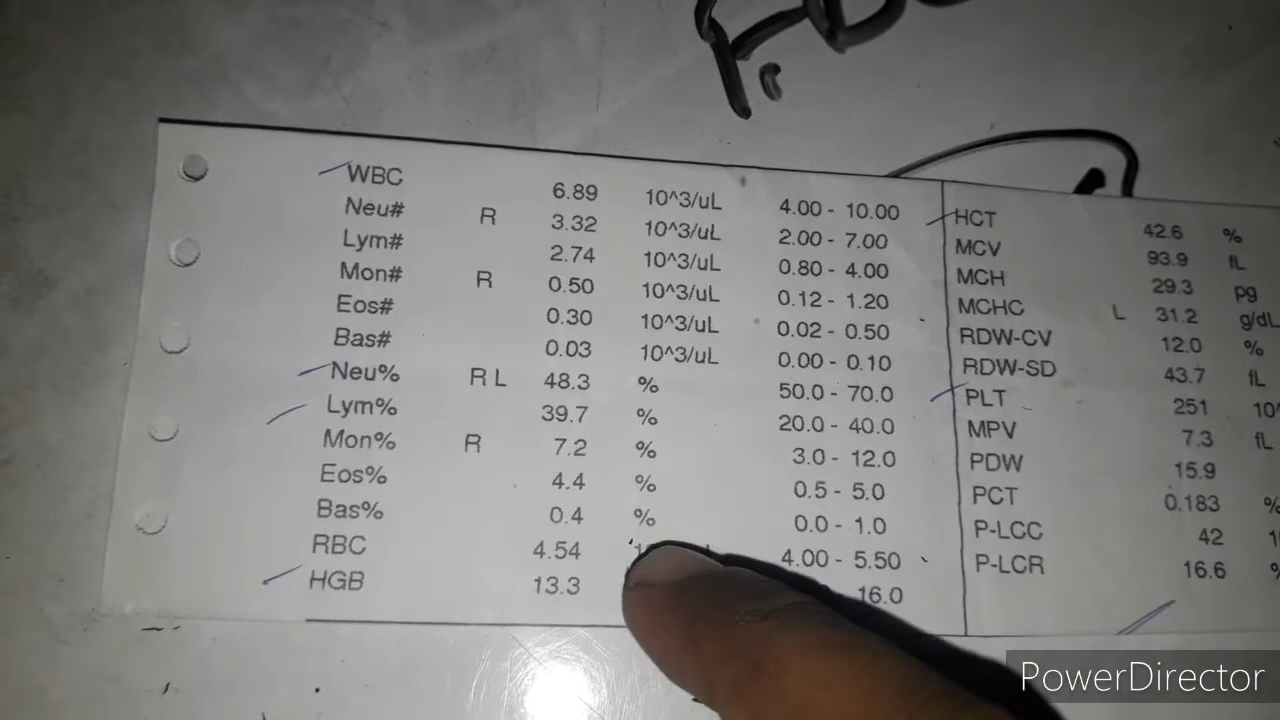 WBC 6.89 10^3/uL 4.00 - 10.00
Neu# R 3.32 10^3/uL 2.00 - 7.00
Lym# 2.74 10^3/uL 0.80 - 4.00
Mon# R 0.50 10^3/uL 0.12 - 1.20
Eos# 0.30 10^3/uL 0.02 - 0.50
Bas# 0.03 10^3/uL 0.00 - 0.10
Neu% R L 48.3 % 50.0 - 70.0
Lym% 39.7 % 20.0 - 40.0
Mon% R 7.2 % 3.0 - 12.0
Eos% 4.4 % 0.5 - 5.0
Bas% 0.4 % 0.0 - 1.0
RBC 4.54 4.00 - 5.50
HGB 13.3 16.0
HCT 42.6 %
MCV 93.9 fL
MCH 29.3 pg
MCHC L 31.2 g/dL
RDW-CV 12.0 %
RDW-SD 43.7 fL
PLT 251 10^
MPV 7.3 fL
PDW 15.9
PCT 0.183 %
P-LCC 42
P-LCR 16.6 %
PowerDirector